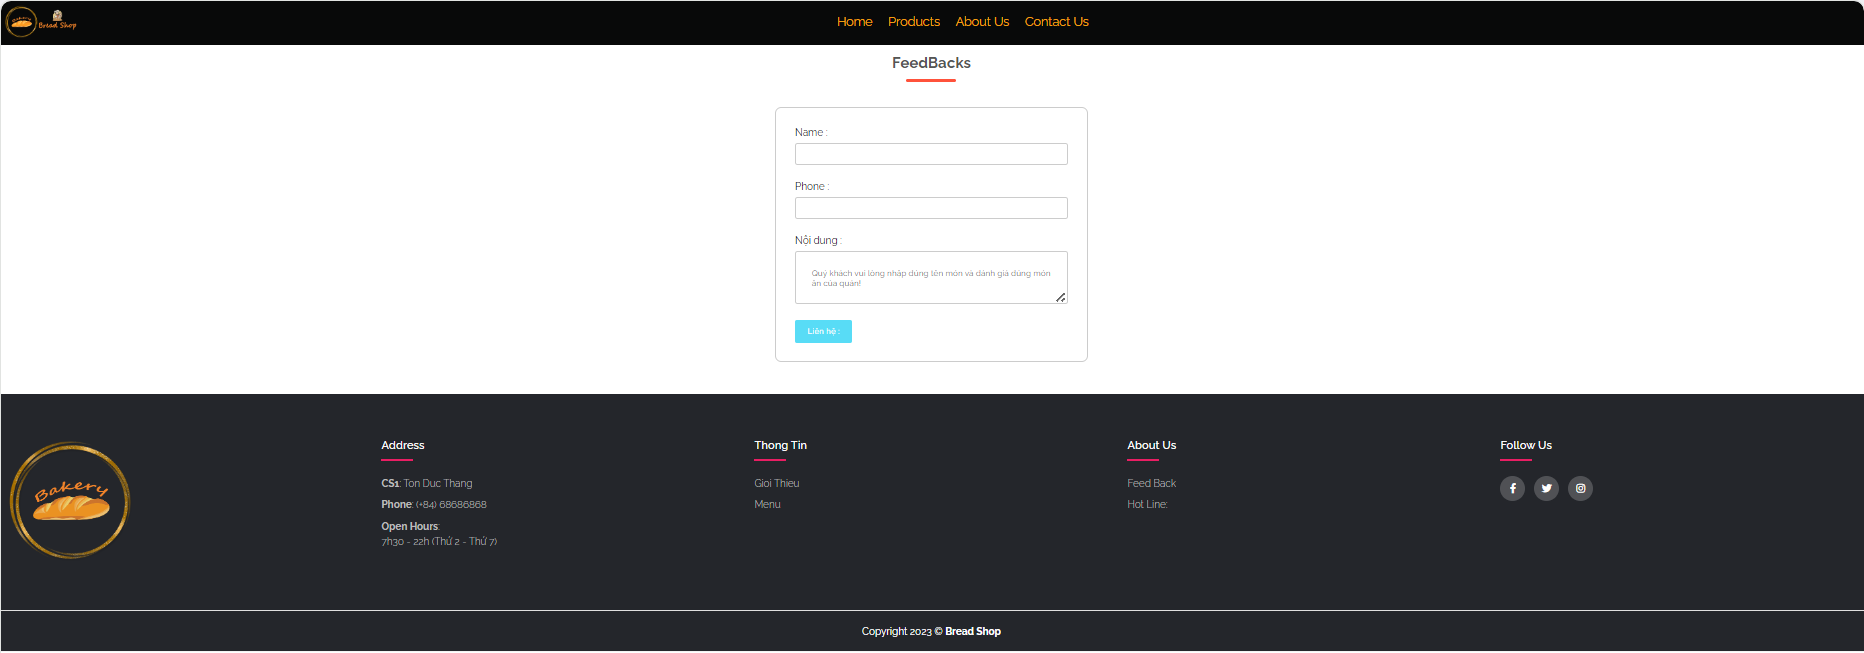 Bread Shop
Home Products About Us Contact Us
FeedBacks
Name :
Phone :
Nội dung :
Quý khách vui lòng nhập đúng tên món và đánh giá đúng món
ăn của quán!
Liên hệ :
Bakery
Address
CS1: Ton Duc Thang
Phone: (+84) 68686868
Open Hours:
7h30 - 22h (Thứ 2 - Thứ 7)
Thong Tin
Gioi Thieu
Menu
About Us
Feed Back
Hot Line:
Follow Us
Copyright 2023 © Bread Shop